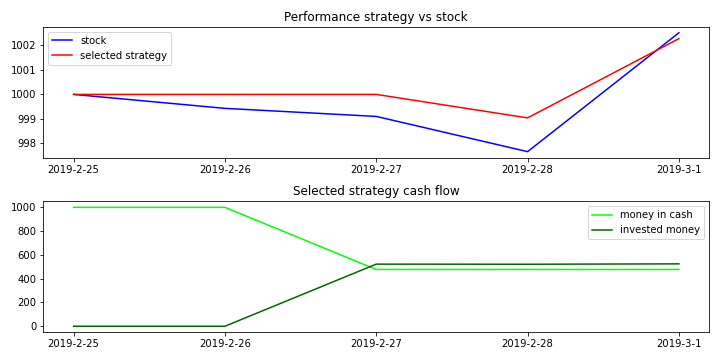 Performance strategy vs stock
1002
1001
1000
999
998
stock
selected strategy
2019-2-25 2019-2-26 2019-2-27 2019-2-28 2019-3-1
Selected strategy cash flow
1000
800
600
400
200
0
money in cash
invested money
2019-2-25 2019-2-26 2019-2-27 2019-2-28 2019-3-1